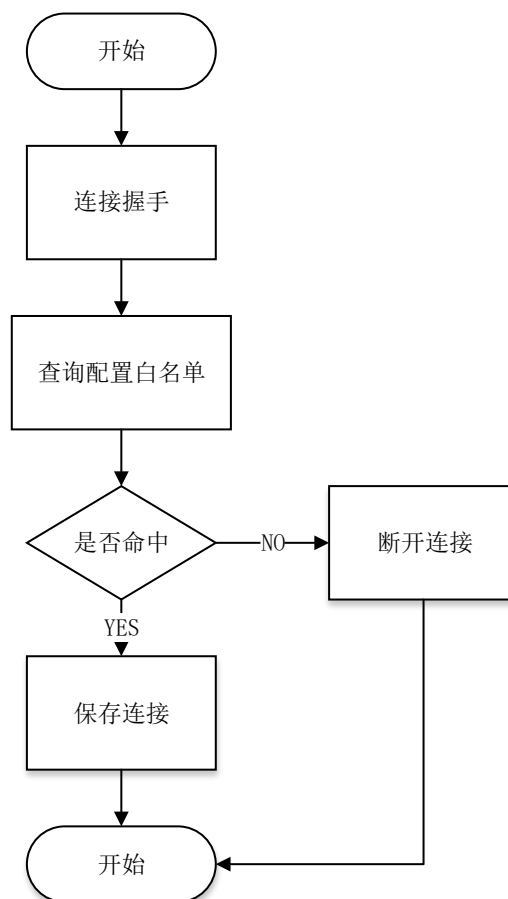 开始
连接握手
查询配置白名单
是否命中
NO
断开连接
YES
保存连接
开始